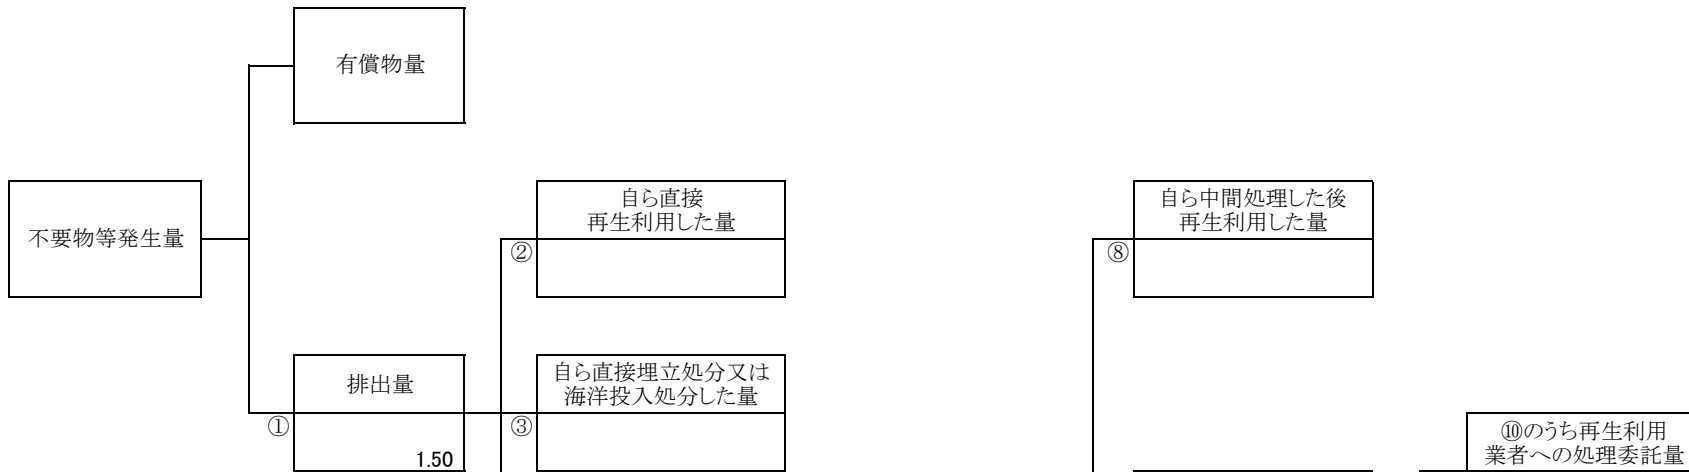 有償物量
不要物等発生量
自ら直接
再生利用した量
②
自ら中間処理した後
再生利用した量
⑧
排出量
①
1.50
自ら直接埋立処分又は
海洋投入処分した量
③
⑩のうち再生利用
業者への処理委託量